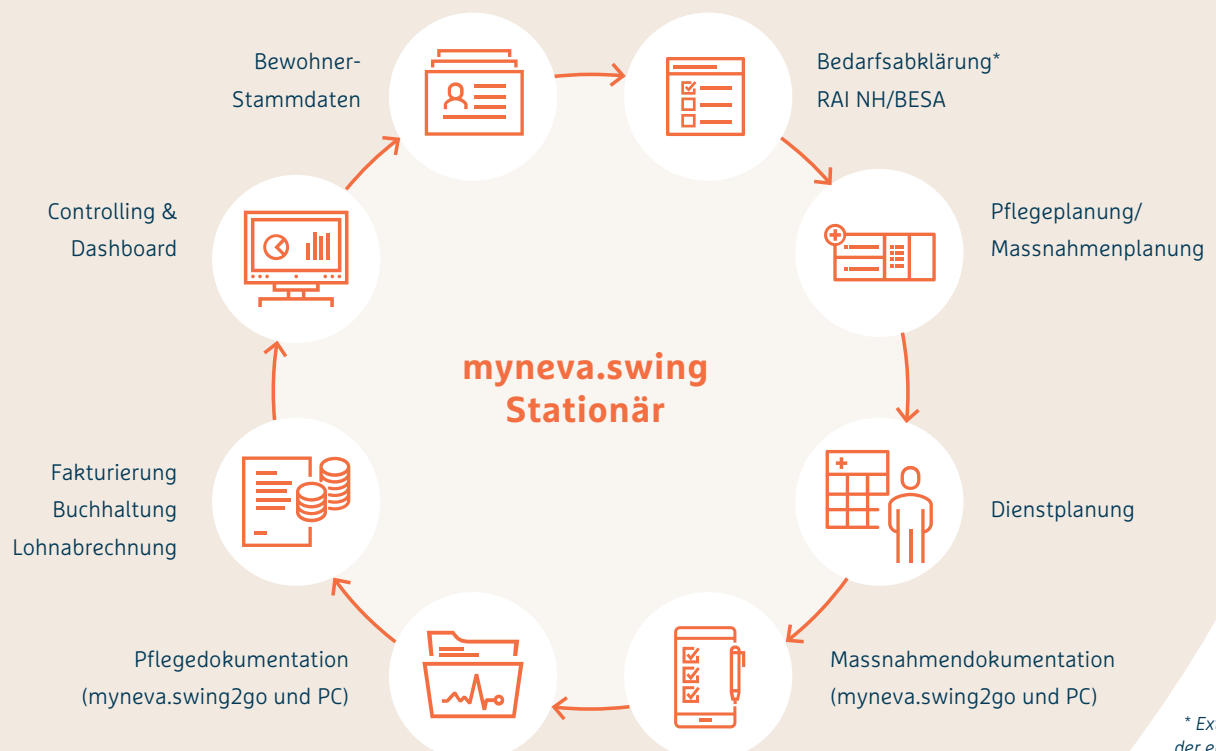 Bewohner-
Stammdaten
Bedarfsabklärung*
RAI NH/BESA
Pflegeplanung/
Massnahmenplanung
Dienstplanung
Massnahmendokumentation
(myneva.swing2go und PC)
Pflegedokumentation
(myneva.swing2go und PC)
Fakturierung
Buchhaltung
Lohnabrechnung
Controlling &
Dashboard
myneva.swing
Stationär
*
der